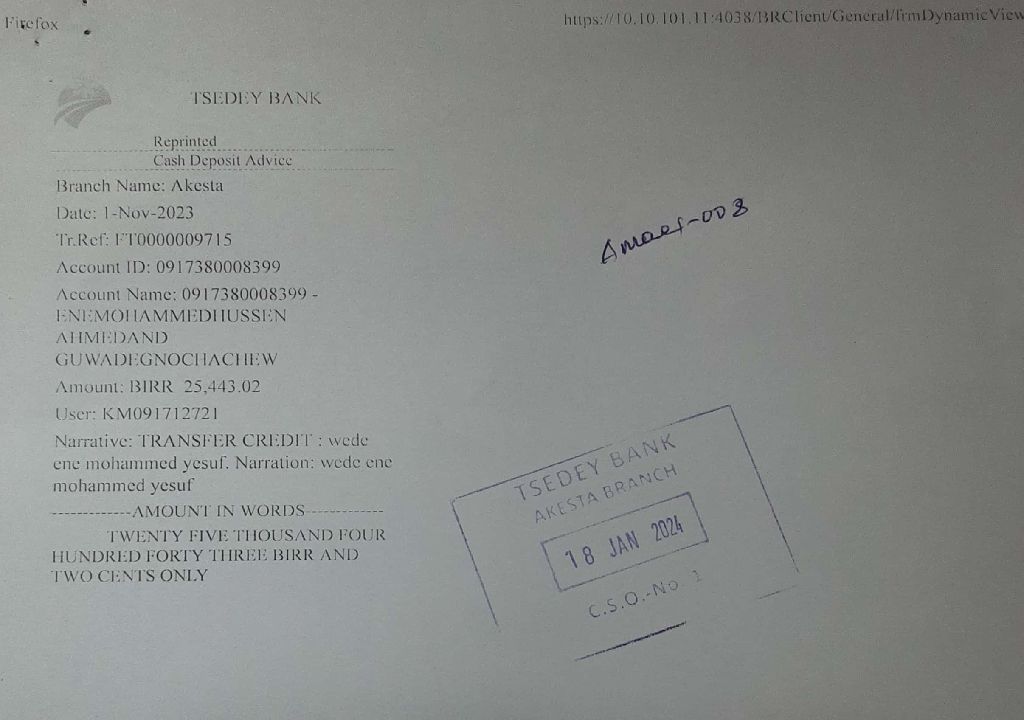 Firefox
https://10.10.101.11:4038/BRClient/General/frmDynamicView
TSEDEY BANK
Reprinted
Cash Deposit Advice
Branch Name: Akesta
Date: 1-Nov-2023
Tr.Ref: FT0000009715
Account ID: 0917380008399
Account Name: 0917380008399 -
ENEMOHAMMEDHUSSEN
AHMEDAND
GUWADEGNOCHACHEW
Amount: BIRR 25,443.02
User: KM091712721
Narrative: TRANSFER CREDIT : wede
ene mohammed yesuf. Narration: wede ene
mohammed yesuf
-------------AMOUNT IN WORDS-------------
TWENTY FIVE THOUSAND FOUR
HUNDRED FORTY THREE BIRR AND
TWO CENTS ONLY
-008
TSEDEY BANK
AKESTA BRANCH
18 JAN 2024
C.S.O.-No. 1